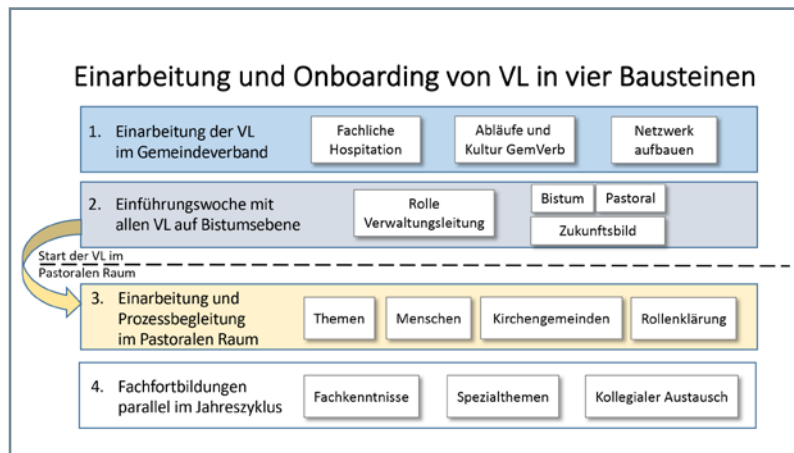 Einarbeitung und Onboarding von VL in vier Bausteinen
1. Einarbeitung der VL
im Gemeindeverband
Fachliche
Hospitation
Abläufe und
Kultur GemVerb
Netzwerk
aufbauen
2. Einführungswoche mit
allen VL auf Bistumsebene
Rolle
Verwaltungsleitung
Bistum
Pastoral
Zukunftsbild
Start der VL im
Pastoralen Raum
3. Einarbeitung und
Prozessbegleitung
im Pastoralen Raum
Themen
Menschen
Kirchengemeinden
Rollenklärung
4. Fachfortbildungen
parallel im Jahreszyklus
Fachkenntnisse
Spezialthemen
Kollegialer Austausch